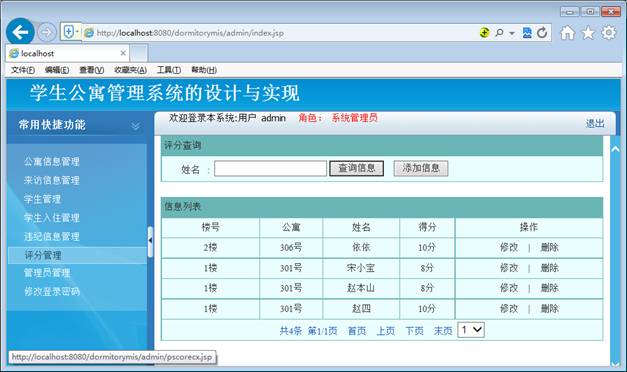 http://localhost:8080/dormitorymis/admin/index.jsp
localhost
文件(F) 编辑(E) 查看(V) 收藏夹(A) 工具(T) 帮助(H)
学生公寓管理系统的设计与实现
常用快捷功能
欢迎登录本系统:用户 admin 角色： 系统管理员
退出
公寓信息管理
来访信息管理
学生管理
学生入住管理
违纪信息管理
评分管理
管理员管理
修改登录密码
评分查询
姓名 : 查询信息 添加信息
信息列表
楼号 公寓 姓名 得分 操作
2楼 306号 依依 10分 修改 | 删除
1楼 301号 宋小宝 8分 修改 | 删除
1楼 301号 赵本山 8分 修改 | 删除
1楼 301号 赵四 10分 修改 | 删除
共4条 第1/1页 首页 上页 下页 末页 1
http://localhost:8080/dormitorymis/admin/pscorecx.jsp